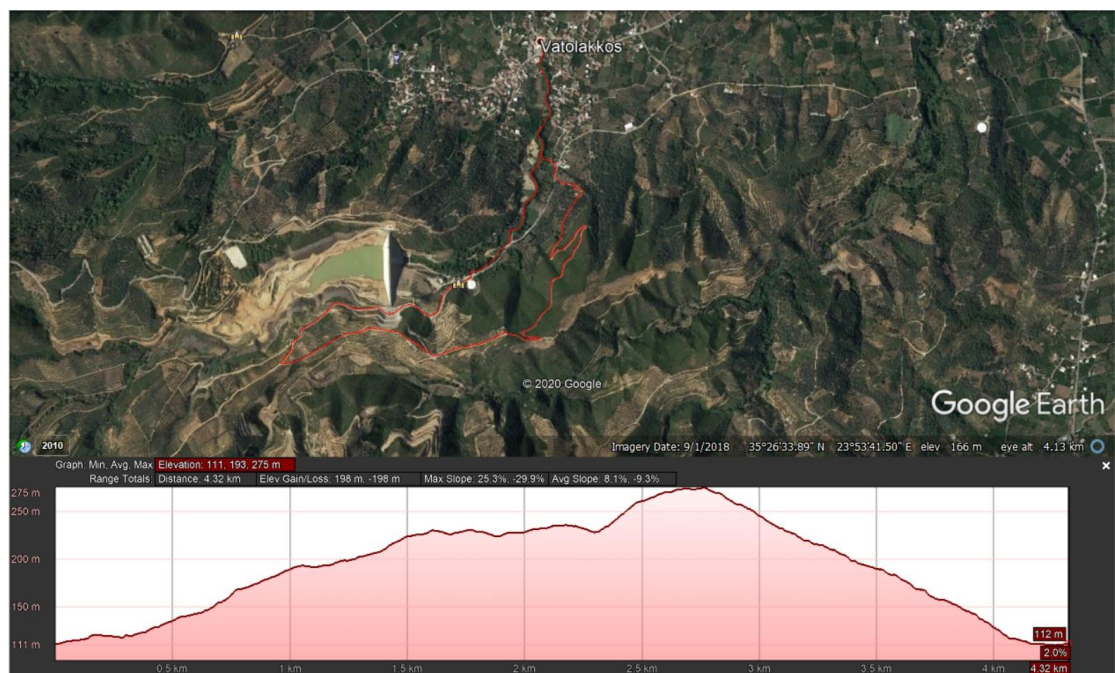 Vatolakkos
© 2020 Google
Google Earth
2010
Imagery Date: 9/1/2018 35°26'33.89" N 23°53'41.50" E elev 166 m eye alt 4.13 km
Graph: Min, Avg, Max Elevation: 111, 193, 275 m
Range Totals: Distance: 4.32 km Elev Gain/Loss: 198 m, -198 m Max Slope: 25.3%, -29.9% Avg Slope: 8.1%, -9.3%
275 m
250 m
200 m
150 m
111 m
112 m
2.0%
0.5 km 1 km 1.5 km 2 km 2.5 km 3 km 3.5 km 4 km 4.32 km